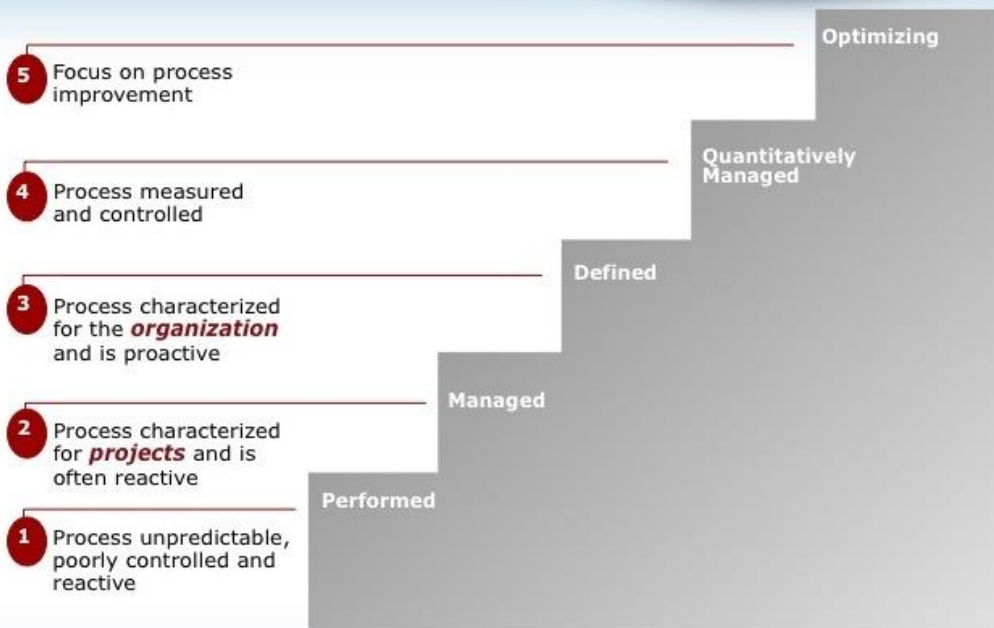 Optimizing
5
Focus on process
improvement
Quantitatively
Managed
4
Process measured
and controlled
Defined
3
Process characterized
for the organization
and is proactive
Managed
2
Process characterized
for projects and is
often reactive
Performed
1
Process unpredictable,
poorly controlled and
reactive